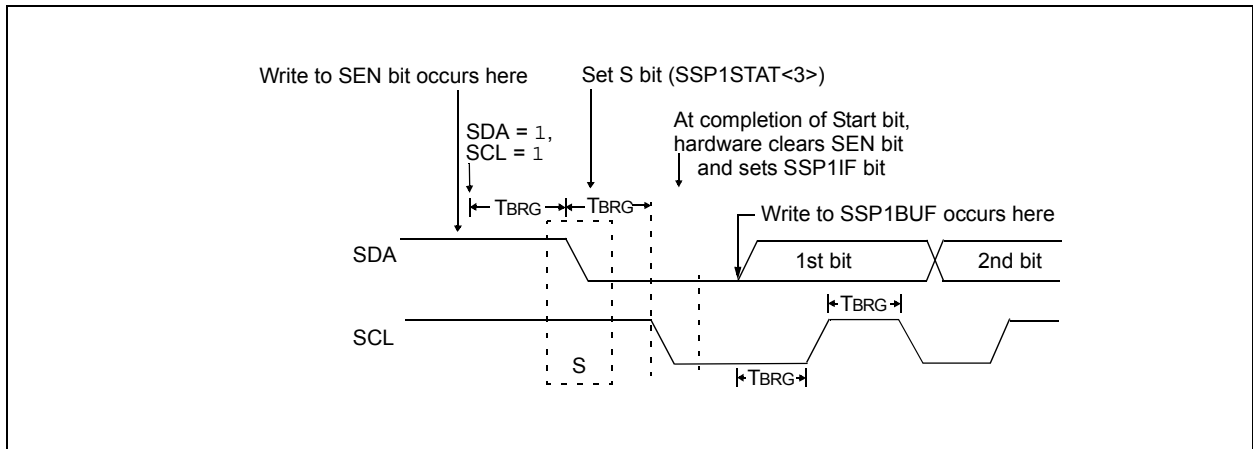 Write to SEN bit occurs here
Set S bit (SSP1STAT<3>)
SDA = 1,
SCL = 1
At completion of Start bit,
hardware clears SEN bit
and sets SSP1IF bit
TBRG
TBRG
Write to SSP1BUF occurs here
SDA
1st bit
2nd bit
TBRG
SCL
S
TBRG